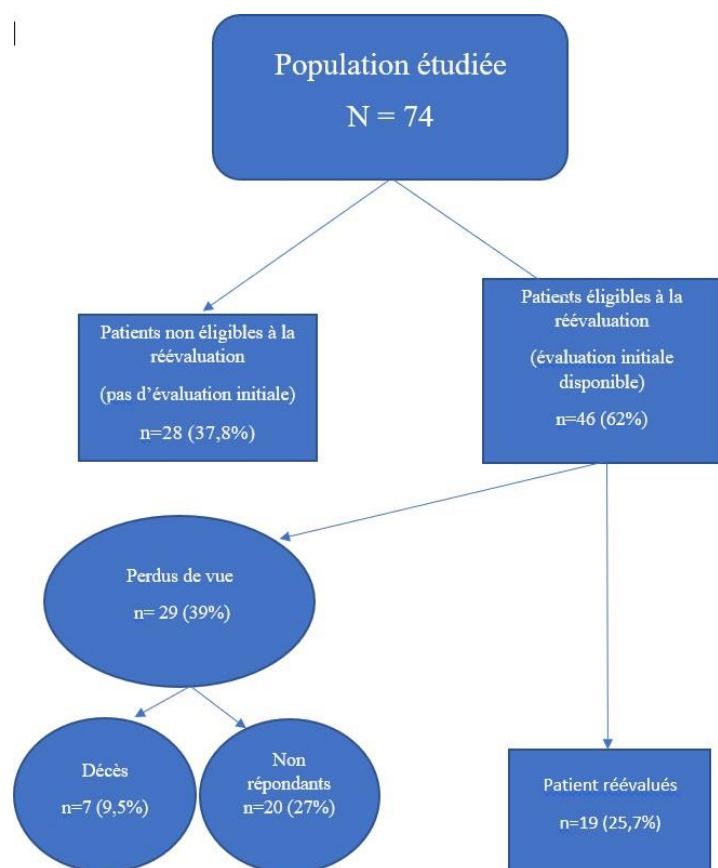 Population étudiée
N = 74
Patients non éligibles à la
réévaluation
(pas d’évaluation initiale)
n=28 (37,8%)
Patients éligibles à la
réévaluation
(évaluation initiale
disponible)
n=46 (62%)
Perdus de vue
n= 29 (39%)
Décès
n=7 (9,5%)
Non
répondants
n=20 (27%)
Patient réévalués
n=19 (25,7%)